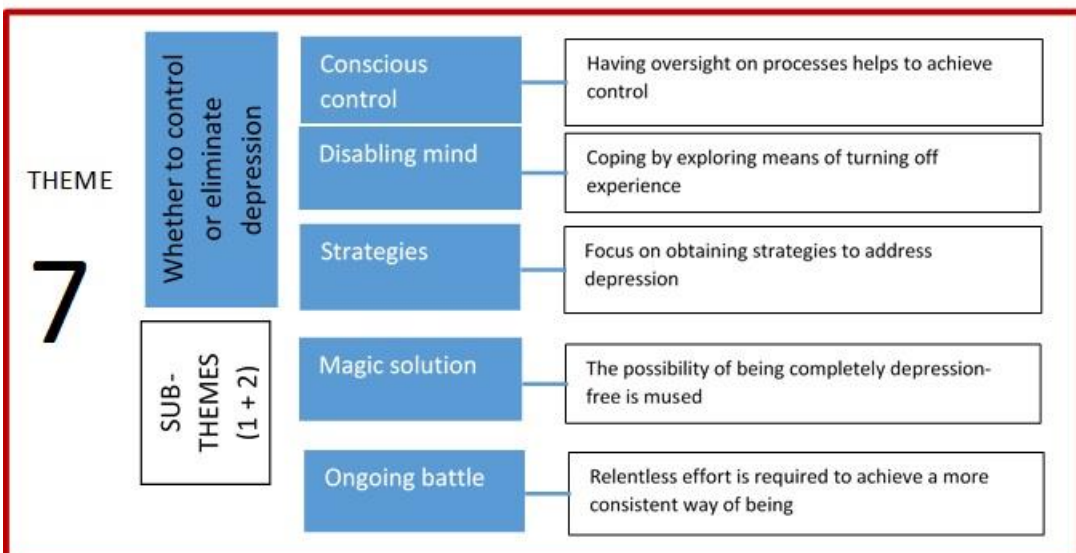 THEME
7
Whether to control
or eliminate
depression
SUB-
THEMES
(1 + 2)
Conscious
control
Having oversight on processes helps to achieve
control
Disabling mind
Coping by exploring means of turning off
experience
Strategies
Focus on obtaining strategies to address
depression
Magic solution
The possibility of being completely depression-
free is mused
Ongoing battle
Relentless effort is required to achieve a more
consistent way of being